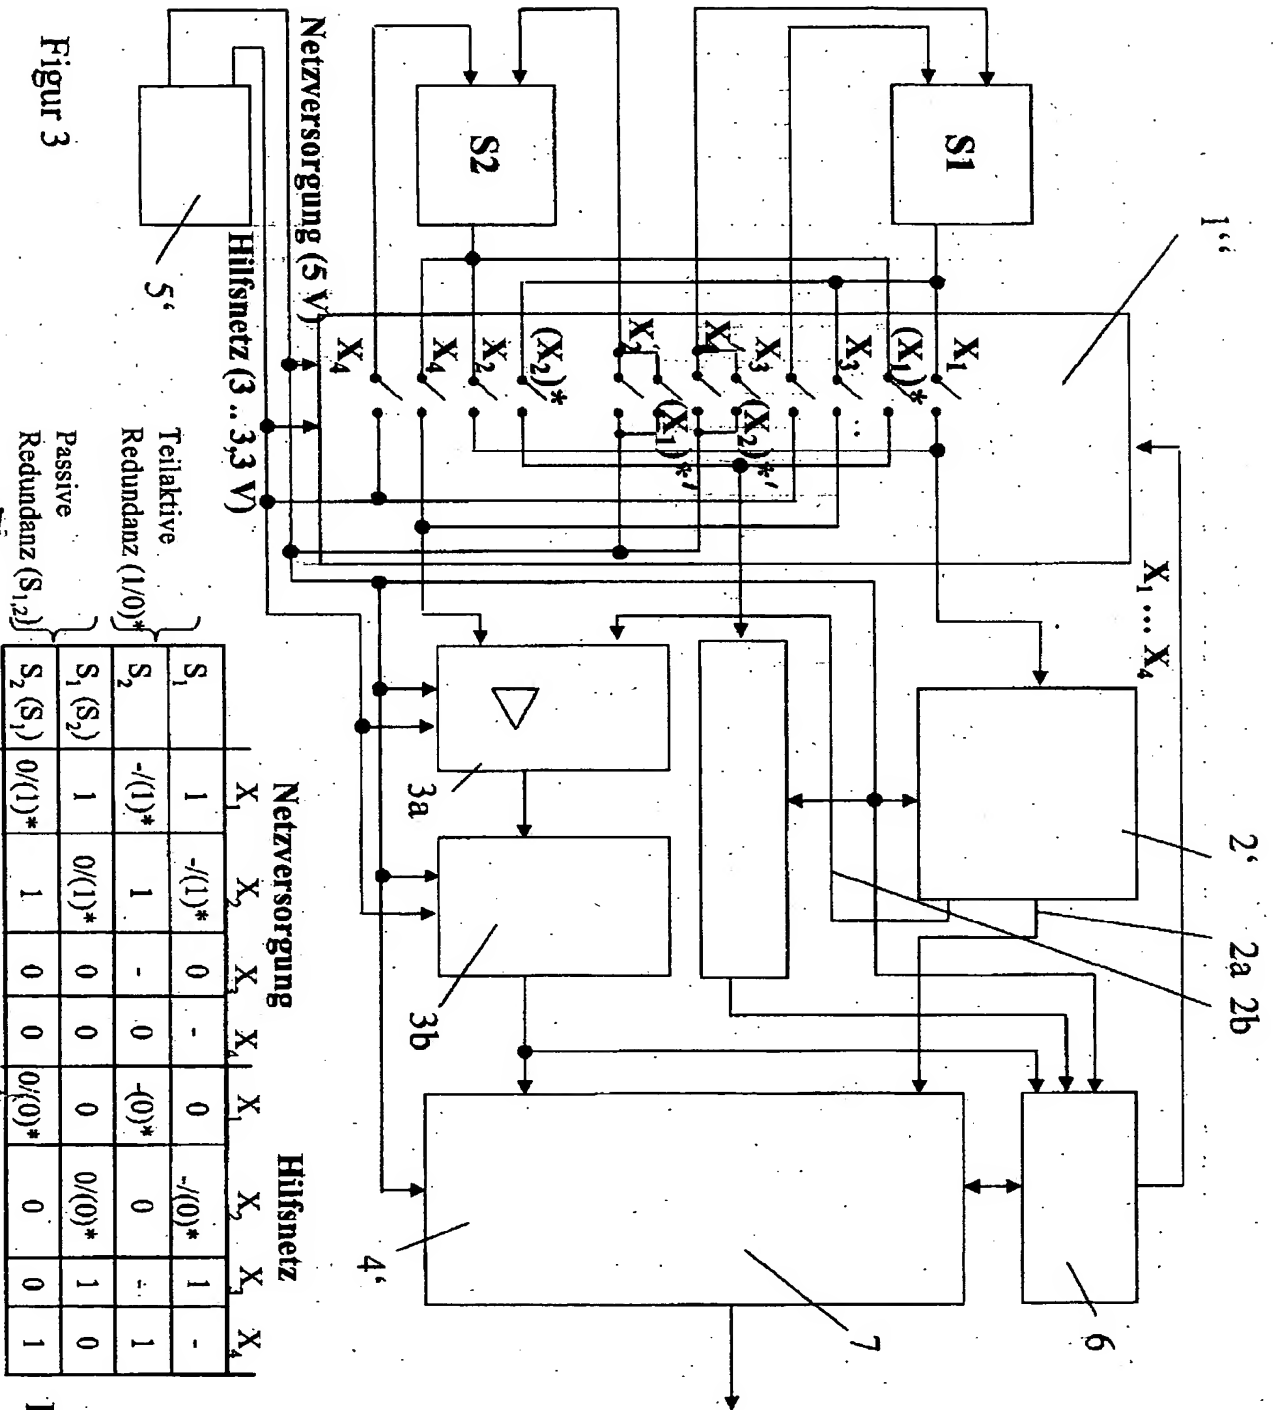 1“
S1
S2
X₁
(X₁)*
X₃
X₃
X₁'
(X₂)*'
X₂'
(X₁)*'
(X₂)*
X₂
X₄
X₄
X₁ ... X₄
2‘
2a
2b
3a
3b
4‘
7
6
5‘
Netzversorgung (5 V)
Hilfsnetz (3 .. 3,3 V)
Figur 3
Netzversorgung Hilfsnetz
X₁ X₂ X₃ X₄ X₁ X₂ X₃ X₄
Teilaktive
Redundanz (1/0)*
S₁ 1 -/(1)* 0 - 0 -/(0)* 1 -
S₂ -/(1)* 1 - 0 -(0)* 0 - 1
Passive
Redundanz (S₁,₂)
S₁ (S₂) 1 0/(1)* 0 0 0 0/(0)* 1 0
S₂ (S₁) 0/(1)* 1 0 0 0/(0)* 0 0 1